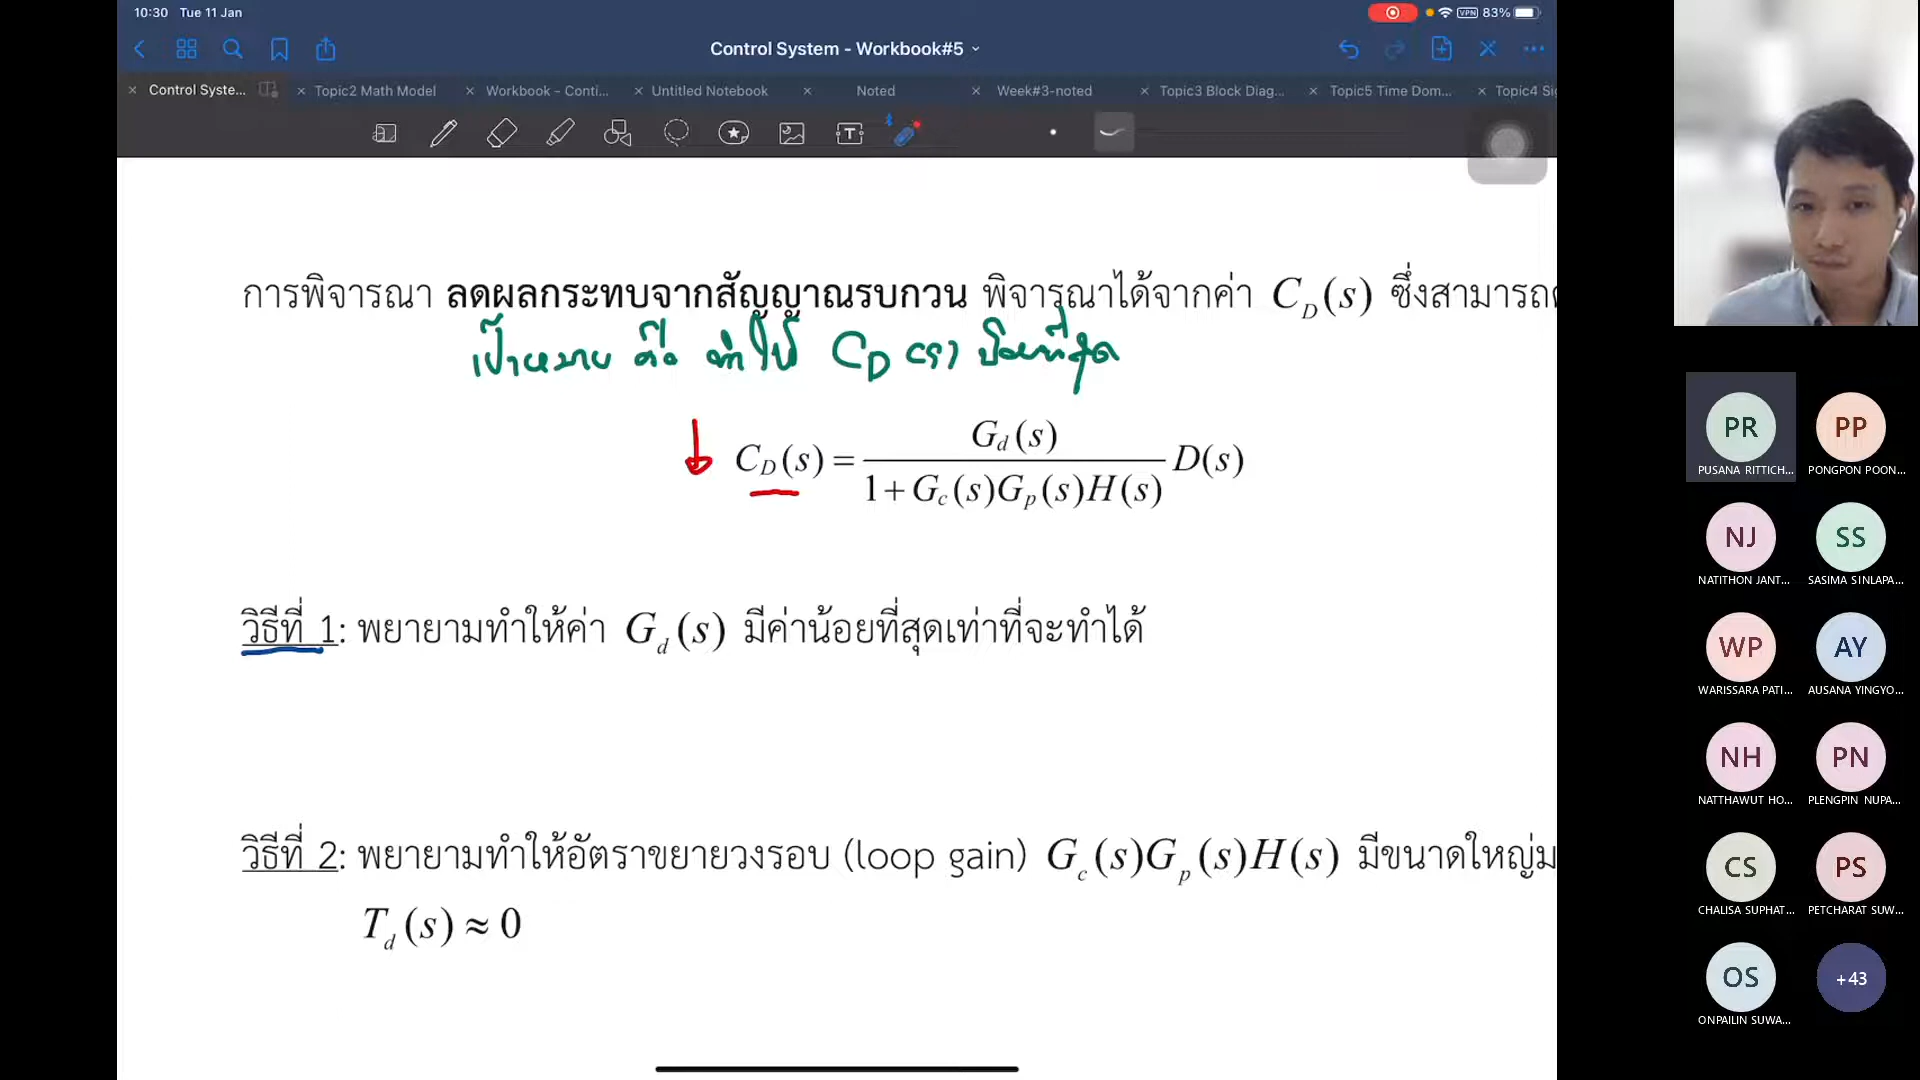 10:30 Tue 11 Jan
VPN 83%
Control System - Workbook#5
Control Syste...
Topic2 Math Model
Workbook - Conti...
Untitled Notebook
Noted
Week#3-noted
Topic3 Block Diag...
Topic5 Time Dom...
Topic4 Si
การพิจารณา ลดผลกระทบจากสัญญาณรบกวน พิจารณาได้จากค่า C_D(s) ซึ่งสามารถ
เป้าหมาย คือ ทำให้ C_D(s) น้อยที่สุด
C_D(s) = G_d(s) / (1+G_c(s)G_p(s)H(s)) D(s)
วิธีที่ 1: พยายามทำให้ค่า G_d(s) มีค่าน้อยที่สุดเท่าที่จะทำได้
วิธีที่ 2: พยายามทำให้อัตราขยายวงรอบ (loop gain) G_c(s)G_p(s)H(s) มีขนาดใหญ่ม
T_d(s) ≈ 0
PR
PUSANA RITTICH...
PP
PONGPON POON...
NJ
NATITHON JANT...
SS
SASIMA SINLAPA...
WP
WARISSARA PATI...
AY
AUSANA YINGYO...
NH
NATTHAWUT HO...
PN
PLENGPIN NUPA...
CS
CHALISA SUPHAT...
PS
PETCHARAT SUW...
OS
ONPAILIN SUWA...
+43